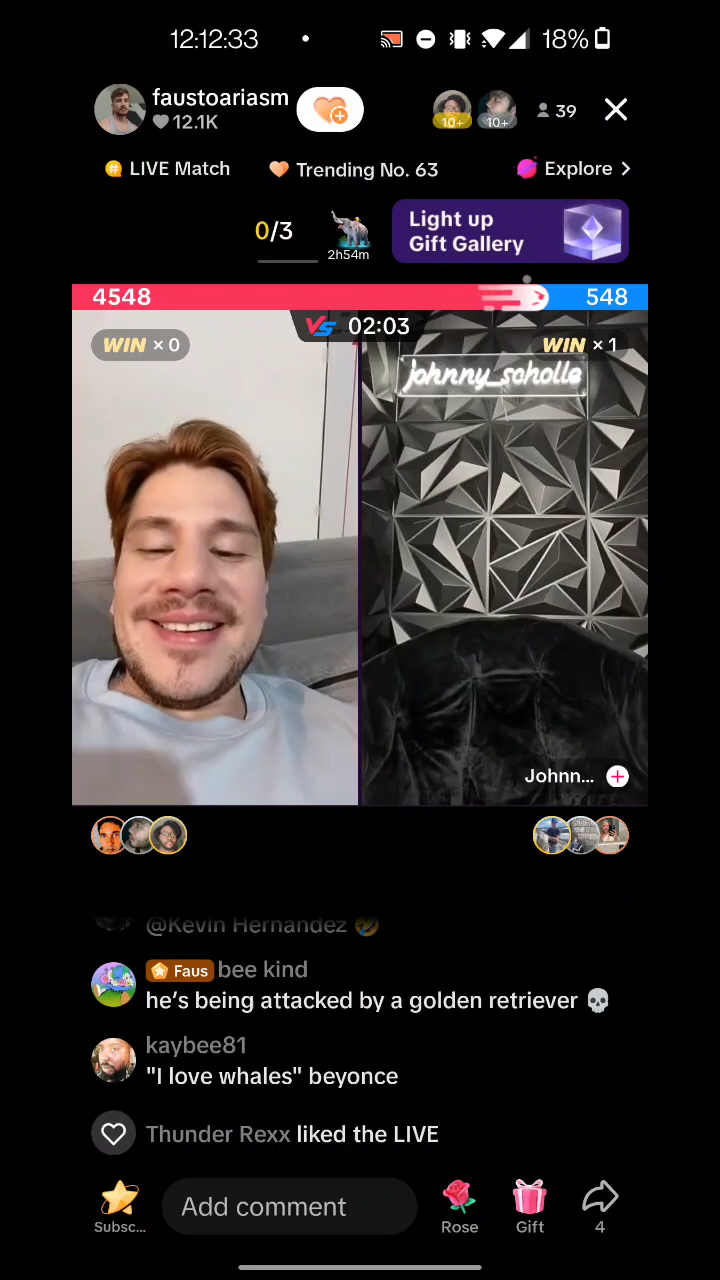 12:12:33
18%
faustoariasm
12.1K
10+
10+
39
LIVE Match
Trending No. 63
Explore
0/3
2h54m
Light up
Gift Gallery
4548
548
VS 02:03
WIN × 0
WIN × 1
johnny_scholle
Johnn...
@Kevin Hernandez 🤣
Faus bee kind
he's being attacked by a golden retriever 💀
kaybee81
"I love whales" beyonce
Thunder Rexx liked the LIVE
Subsc...
Add comment
Rose
Gift
4